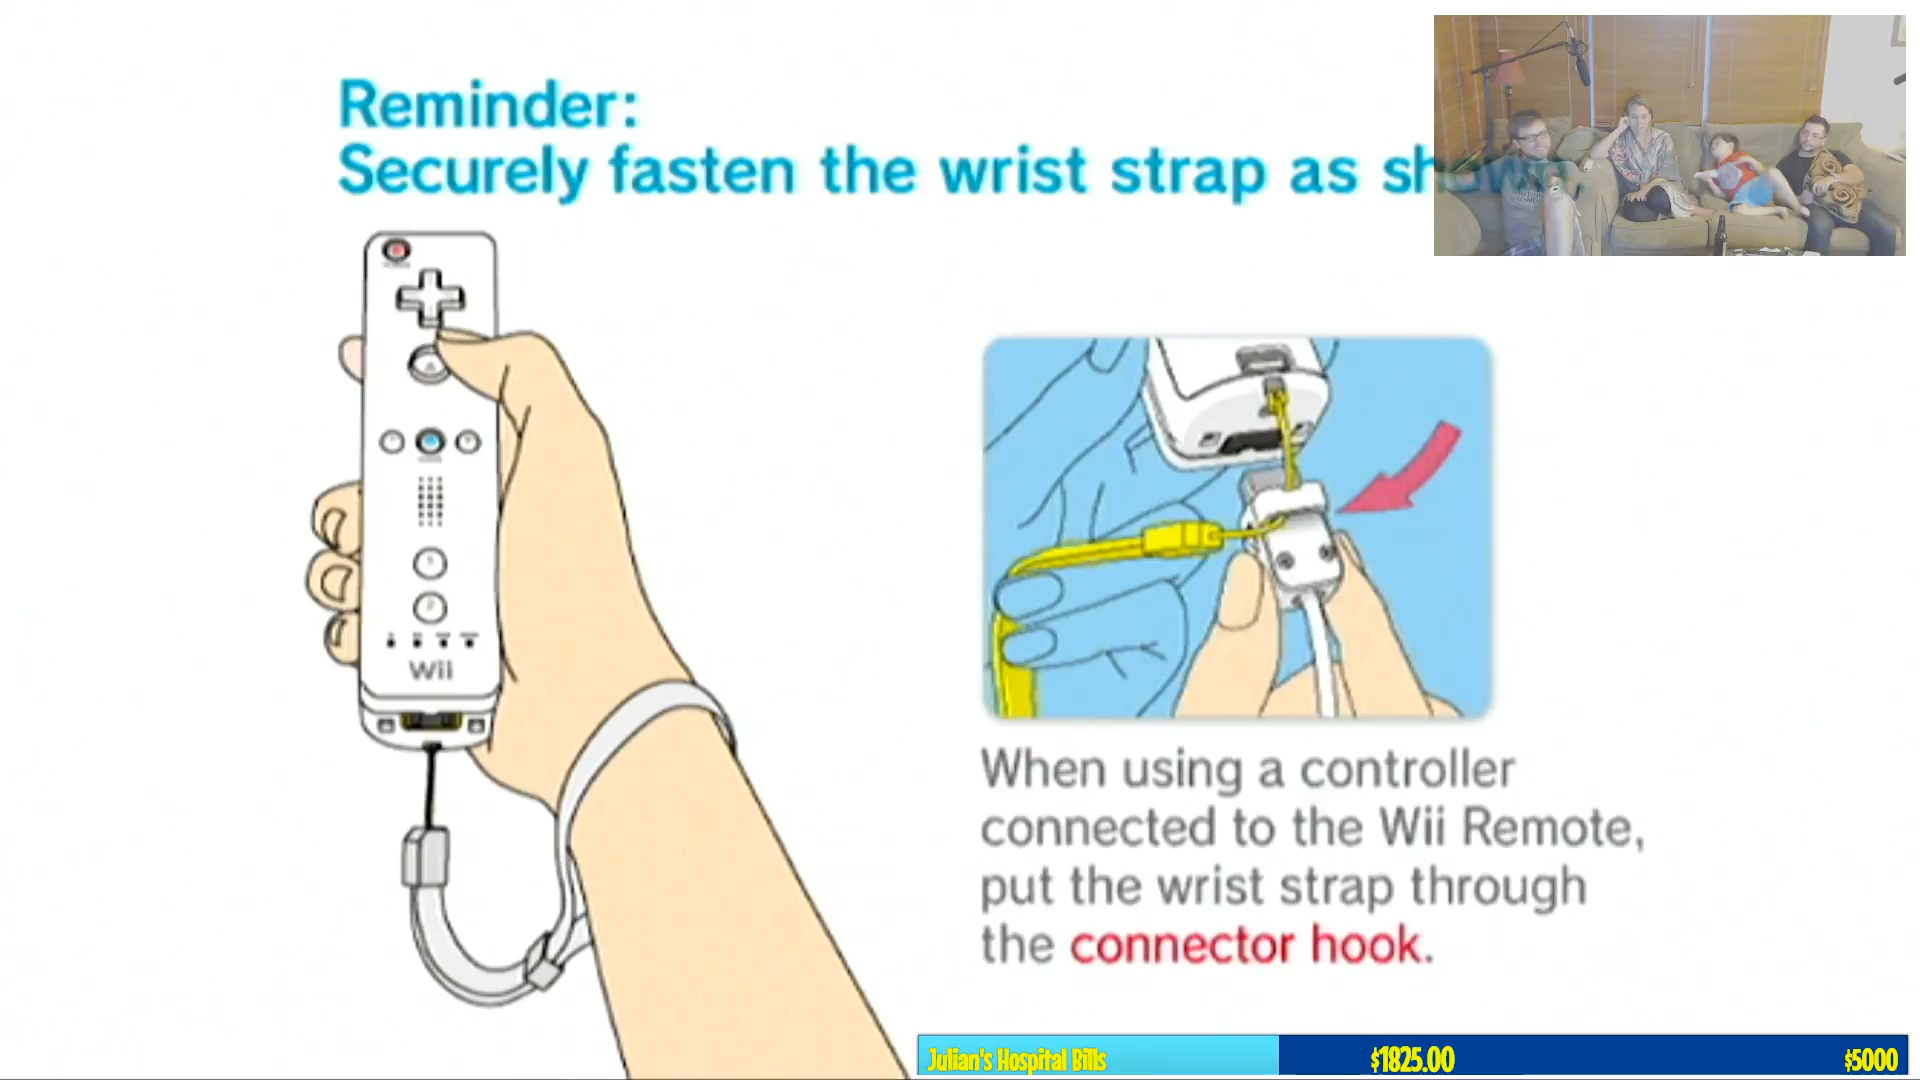 Reminder:
Securely fasten the wrist strap as shown
Wii
When using a controller
connected to the Wii Remote,
put the wrist strap through
the connector hook.
Julian's Hospital Bills $1825.00 $5000